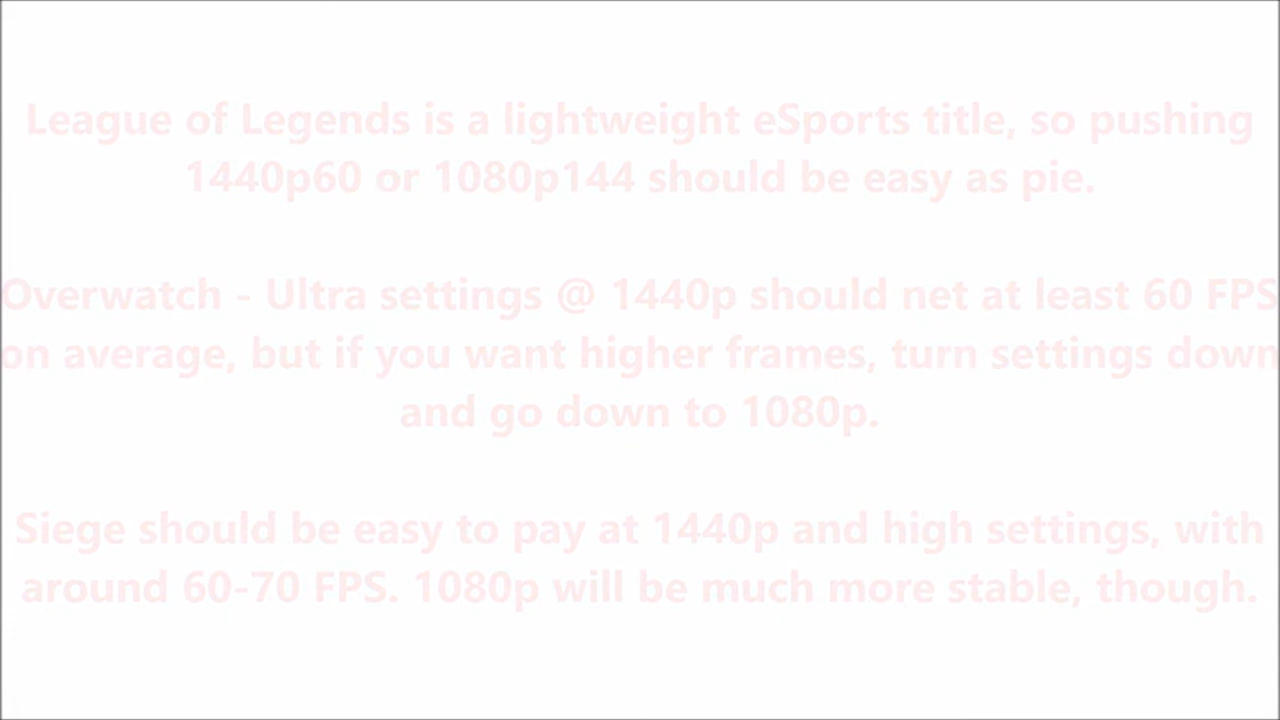 League of Legends is a lightweight eSports title, so pushing
1440p60 or 1080p144 should be easy as pie.
Overwatch - Ultra settings @ 1440p should net at least 60 FPS
on average, but if you want higher frames, turn settings down
and go down to 1080p.
Siege should be easy to pay at 1440p and high settings, with
around 60-70 FPS. 1080p will be much more stable, though.